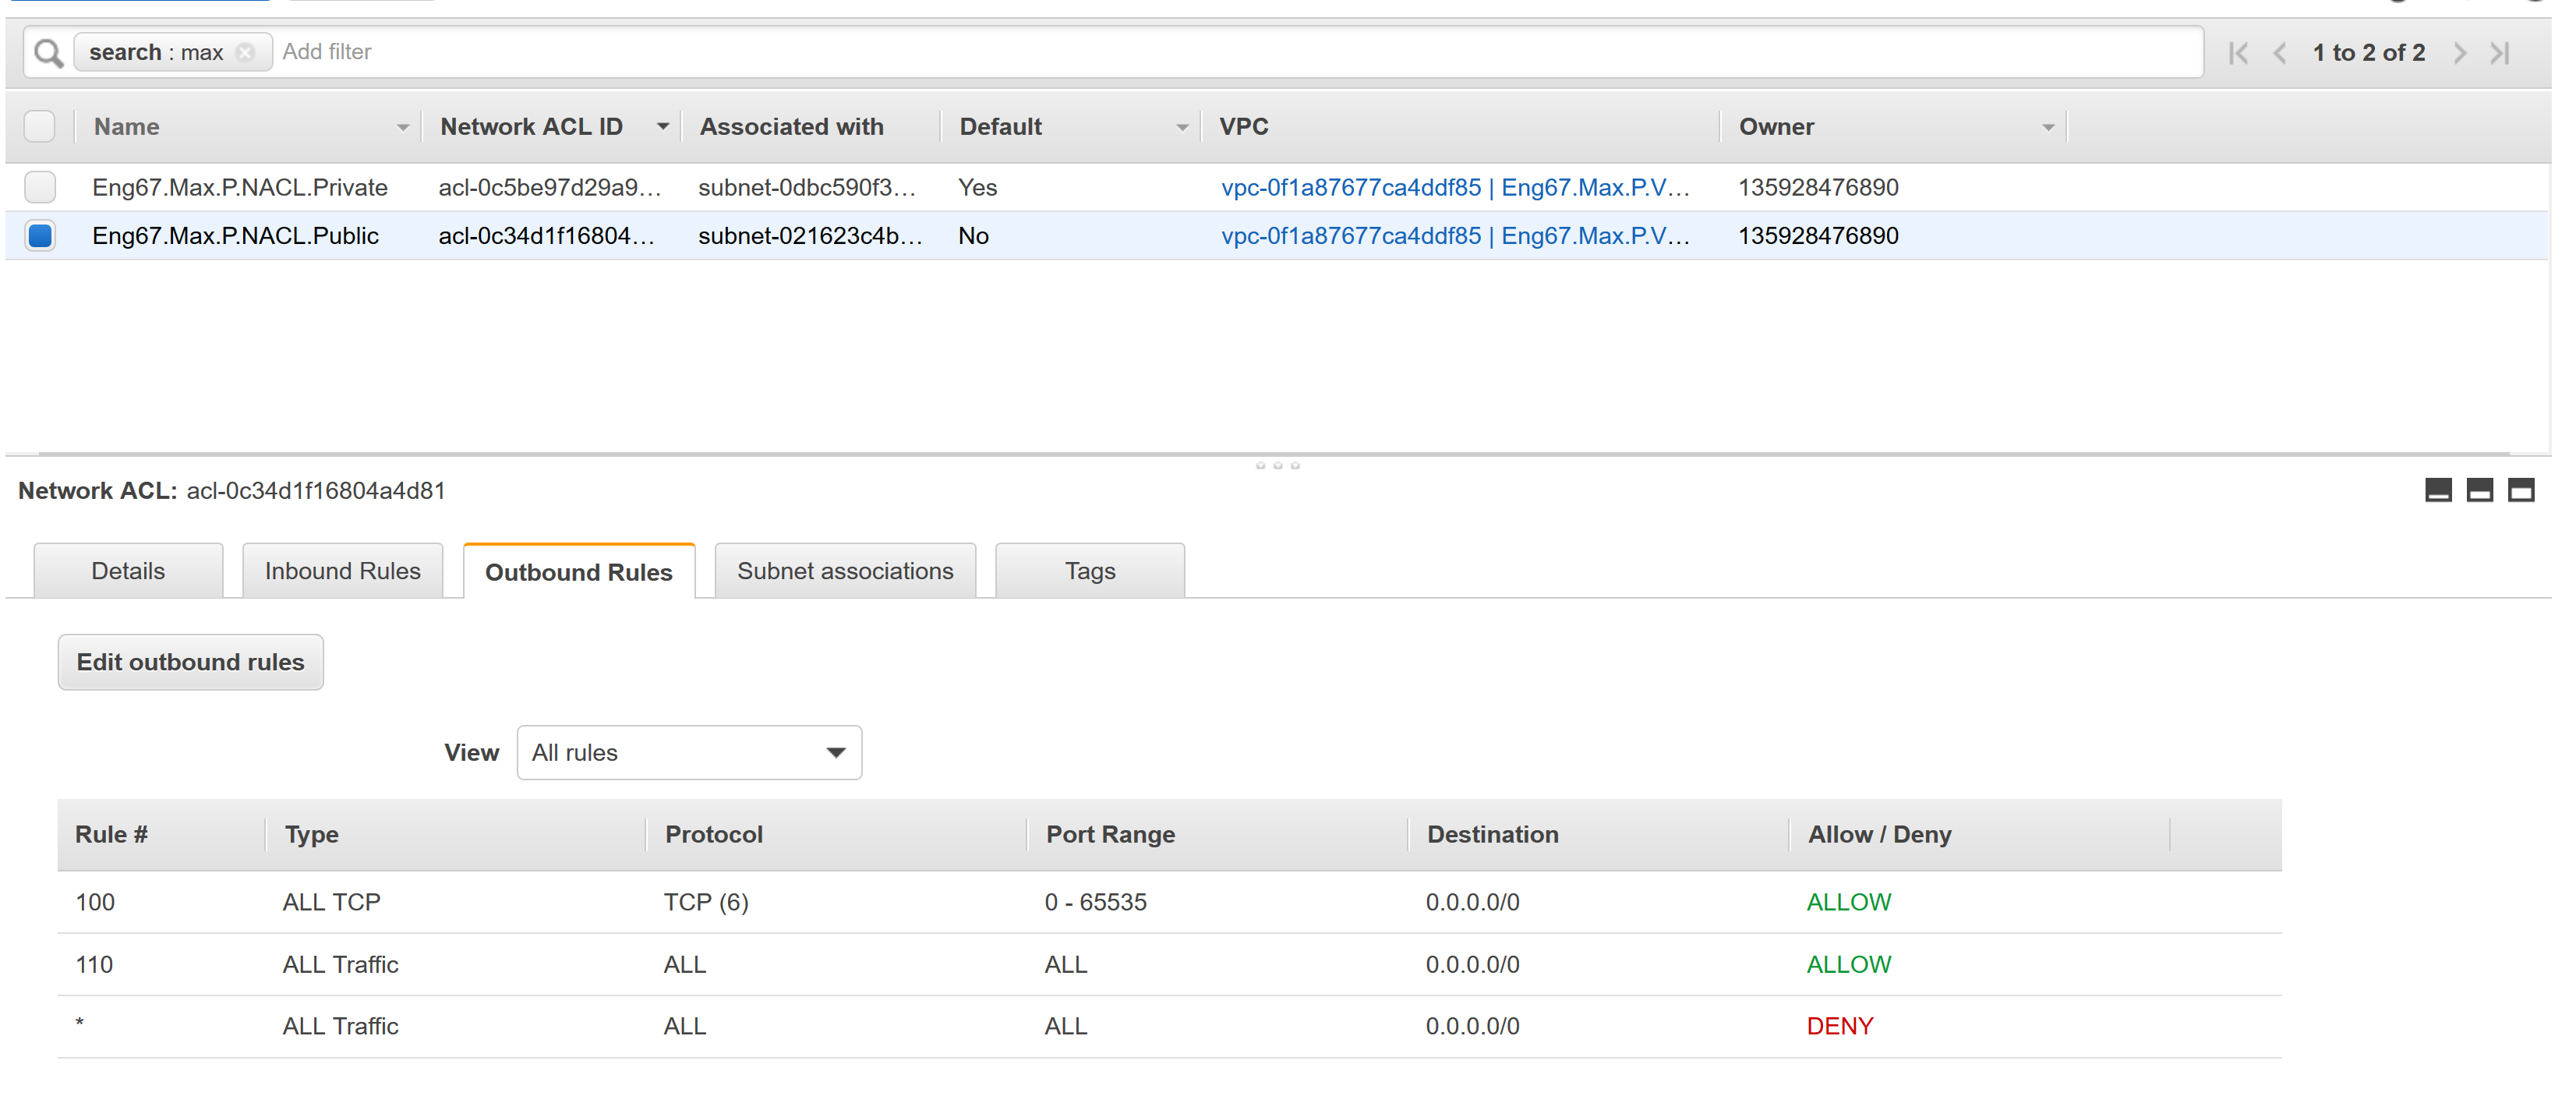 search : max Add filter 1 to 2 of 2
Name Network ACL ID Associated with Default VPC Owner
Eng67.Max.P.NACL.Private acl-0c5be97d29a9... subnet-0dbc590f3... Yes vpc-0f1a87677ca4ddf85 | Eng67.Max.P.V... 135928476890
Eng67.Max.P.NACL.Public acl-0c34d1f16804... subnet-021623c4b... No vpc-0f1a87677ca4ddf85 | Eng67.Max.P.V... 135928476890
Network ACL: acl-0c34d1f16804a4d81
Details Inbound Rules Outbound Rules Subnet associations Tags
Edit outbound rules
View All rules
Rule # Type Protocol Port Range Destination Allow / Deny
100 ALL TCP TCP (6) 0 - 65535 0.0.0.0/0 ALLOW
110 ALL Traffic ALL ALL 0.0.0.0/0 ALLOW
* ALL Traffic ALL ALL 0.0.0.0/0 DENY